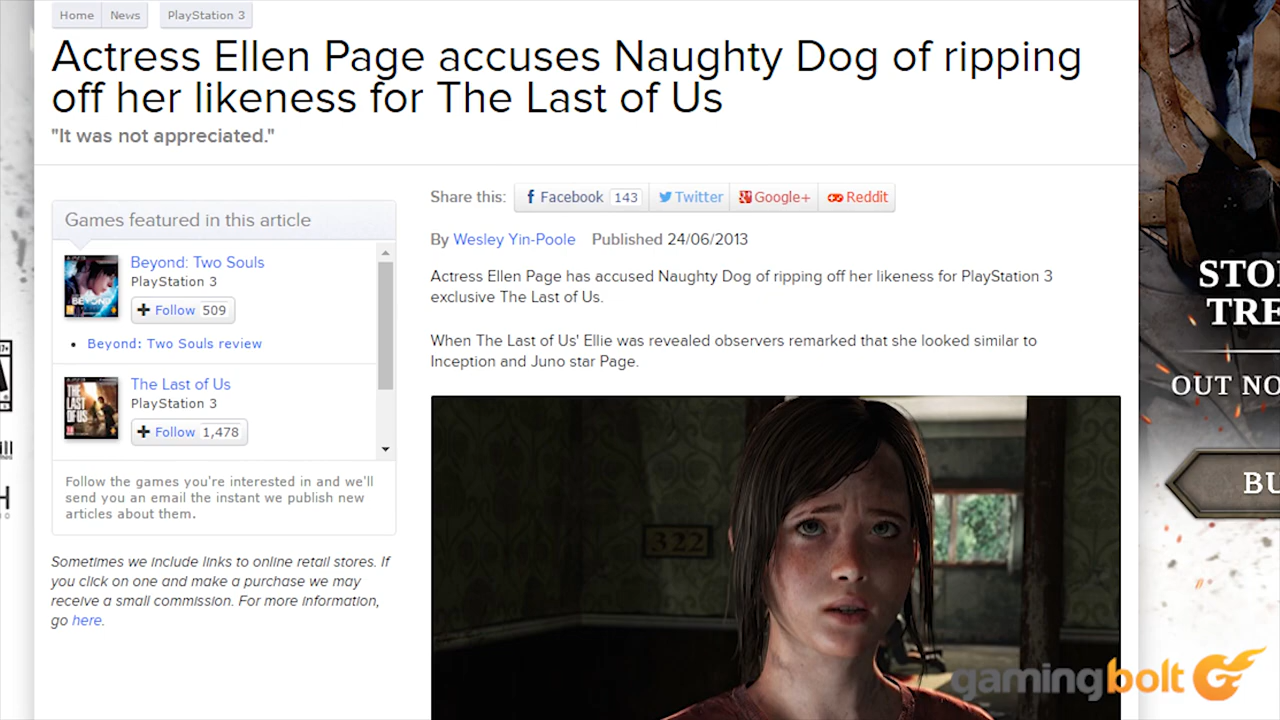 Home News PlayStation 3
Actress Ellen Page accuses Naughty Dog of ripping
off her likeness for The Last of Us
"It was not appreciated."
Share this: Facebook 143 Twitter Google+ Reddit
Games featured in this article
By Wesley Yin-Poole Published 24/06/2013
Beyond: Two Souls
PlayStation 3
+ Follow 509
• Beyond: Two Souls review
The Last of Us
PlayStation 3
+ Follow 1,478
Follow the games you're interested in and we'll
send you an email the instant we publish new
articles about them.
Sometimes we include links to online retail stores. If
you click on one and make a purchase we may
receive a small commission. For more information,
go here.
Actress Ellen Page has accused Naughty Dog of ripping off her likeness for PlayStation 3
exclusive The Last of Us.
When The Last of Us' Ellie was revealed observers remarked that she looked similar to
Inception and Juno star Page.
BEYOND
THE LAST
OF US
322
STO
TRE
OUT NO
BU
gamingbolt